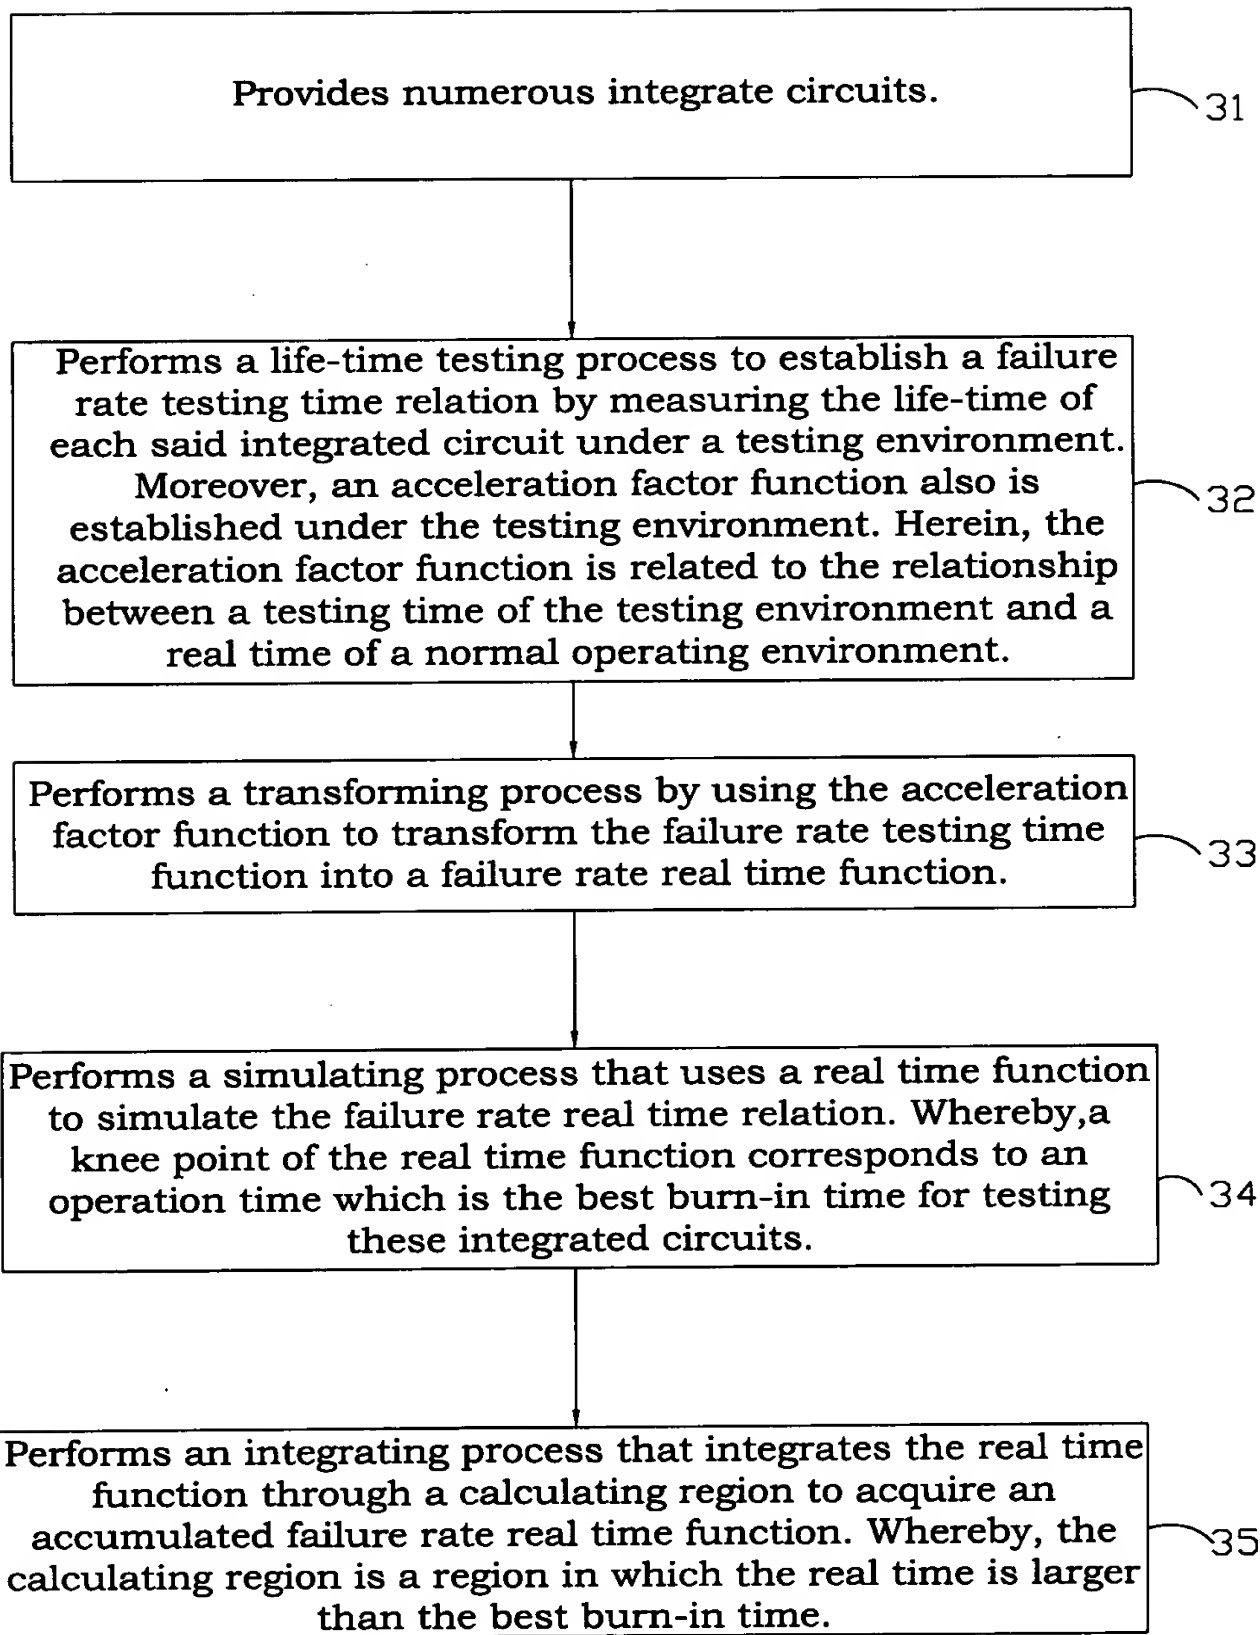 Provides numerous integrate circuits.
31
Performs a life-time testing process to establish a failure
rate testing time relation by measuring the life-time of
each said integrated circuit under a testing environment.
Moreover, an acceleration factor function also is
established under the testing environment. Herein, the
acceleration factor function is related to the relationship
between a testing time of the testing environment and a
real time of a normal operating environment.
32
Performs a transforming process by using the acceleration
factor function to transform the failure rate testing time
function into a failure rate real time function.
33
Performs a simulating process that uses a real time function
to simulate the failure rate real time relation. Whereby,a
knee point of the real time function corresponds to an
operation time which is the best burn-in time for testing
these integrated circuits.
34
Performs an integrating process that integrates the real time
function through a calculating region to acquire an
accumulated failure rate real time function. Whereby, the
calculating region is a region in which the real time is larger
than the best burn-in time.
35